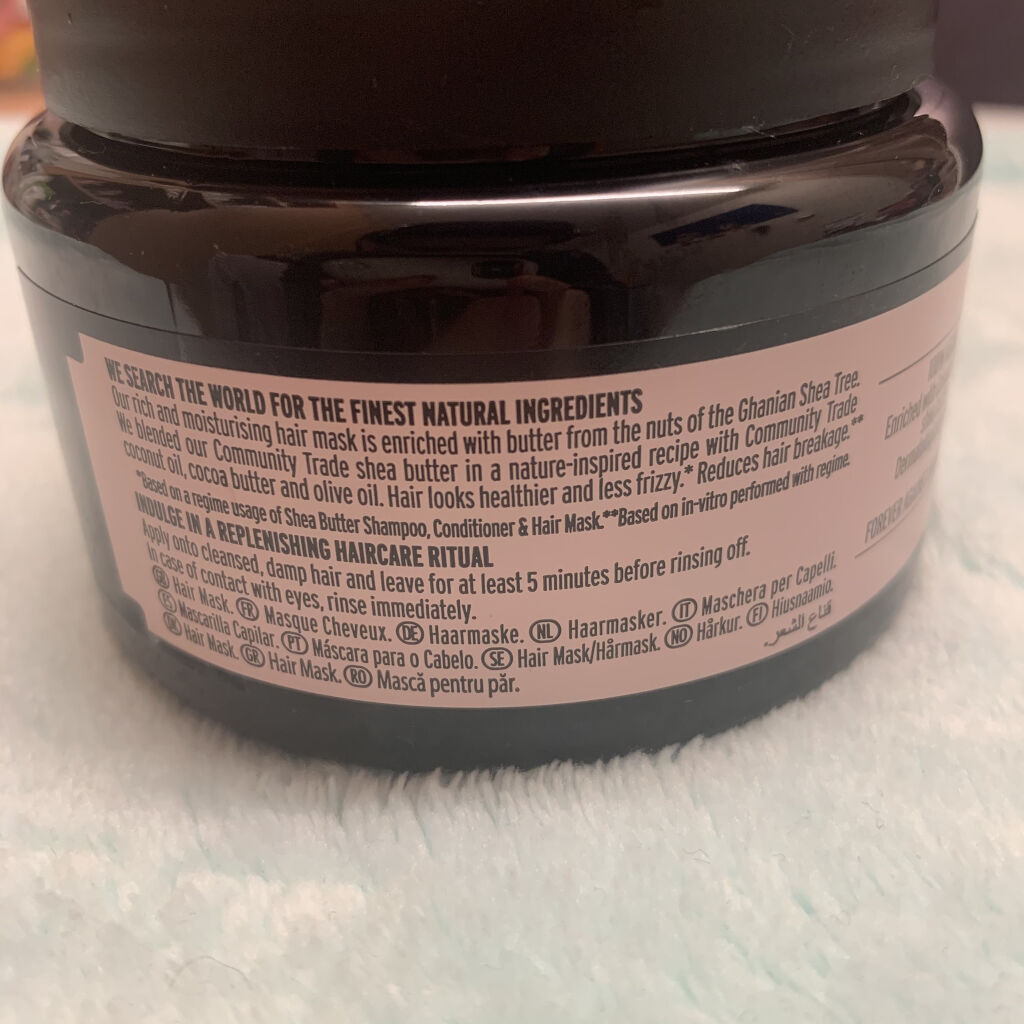 WE SEARCH THE WORLD FOR THE FINEST NATURAL INGREDIENTS
Our rich and moisturising hair mask is enriched with butter from the nuts of the Ghanian Shea Tree.
We blended our Community Trade shea butter in a nature-inspired recipe with Community Trade
coconut oil, cocoa butter and olive oil. Hair looks healthier and less frizzy.* Reduces hair breakage.**
*Based on a regime usage of Shea Butter Shampoo, Conditioner & Hair Mask.**Based on in-vitro performed with regime.
INDULGE IN A REPLENISHING HAIRCARE RITUAL
Apply onto cleansed, damp hair and leave for at least 5 minutes before rinsing off.
In case of contact with eyes, rinse immediately.
GB Hair Mask. FR Masque Cheveux. DE Haarmaske. NL Haarmasker. IT Maschera per Capelli.
ES Mascarilla Capilar. PT Máscara para o Cabelo. SE Hair Mask/Hårmask. NO Hårkur. FI Hiusnaamio.
DK Hair Mask. GR Hair Mask. RO Mască pentru păr. قناع الشعر.
Enriched
FOREVER